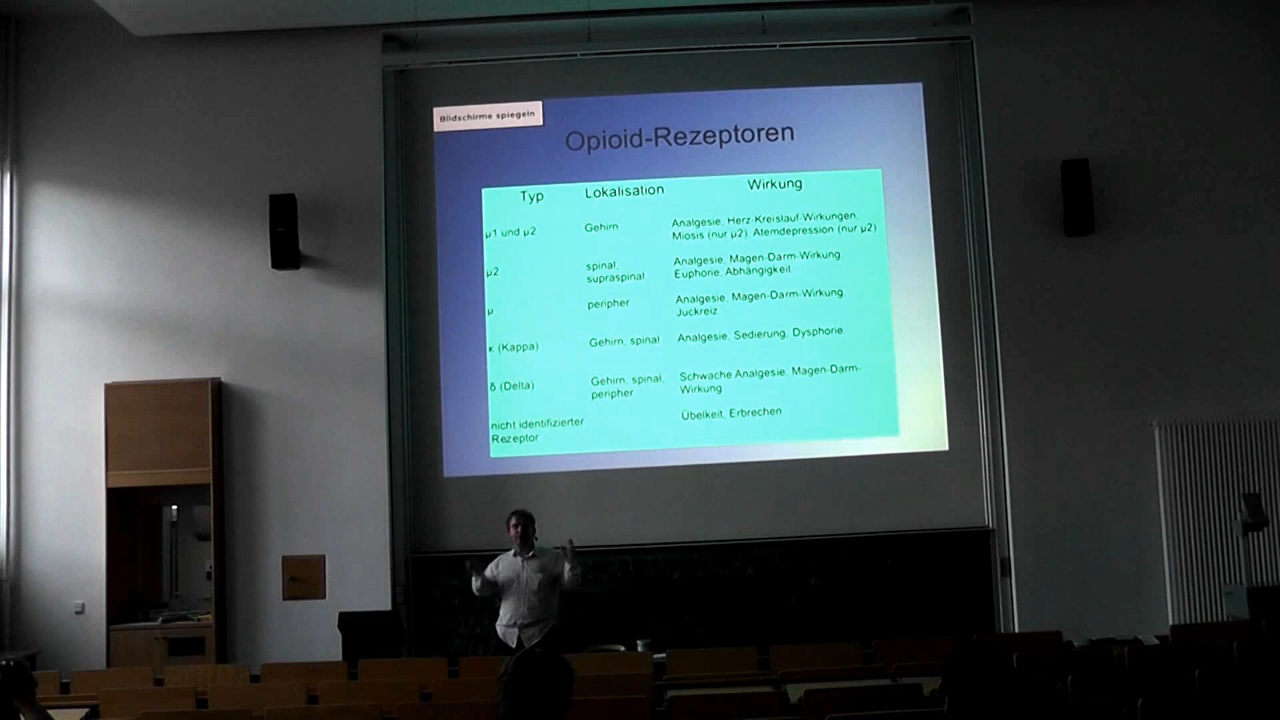 Bildschirme spiegeln
Opioid-Rezeptoren
Typ Lokalisation Wirkung
µ1 und µ2 Gehirn Analgesie, Herz-Kreislauf-Wirkungen,
Miosis (nur µ2), Atemdepression (nur µ2)
µ2 spinal, Analgesie, Magen-Darm-Wirkung,
supraspinal Euphorie, Abhängigkeit
µ peripher Analgesie, Magen-Darm-Wirkung,
Juckreiz
κ (Kappa) Gehirn, spinal Analgesie, Sedierung, Dysphorie
δ (Delta) Gehirn, spinal, Schwache Analgesie, Magen-Darm-
peripher Wirkung
nicht identifizierter Übelkeit, Erbrechen
Rezeptor